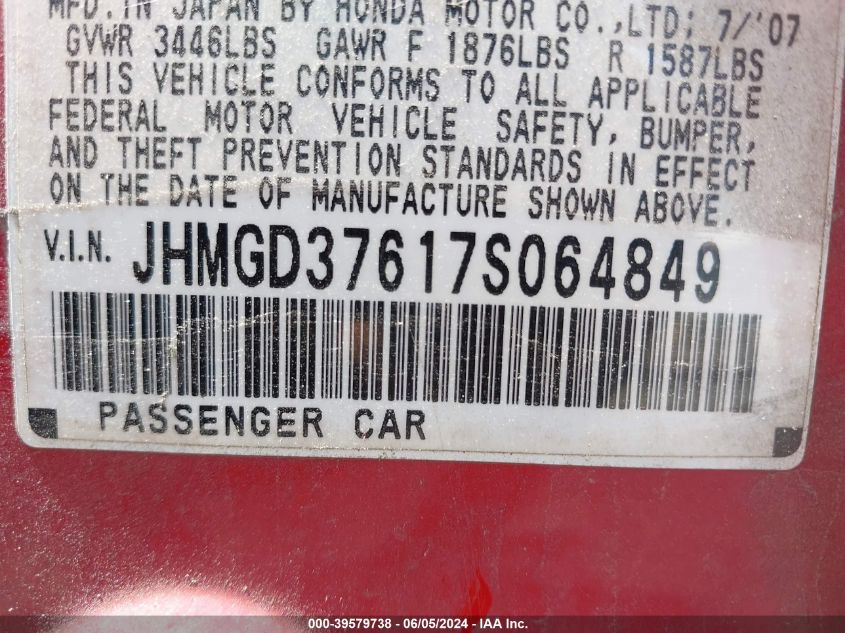 MFD. IN JAPAN BY HONDA MOTOR CO.,LTD; 7/'07
GVWR 3446LBS GAWR F 1876LBS R 1587LBS
THIS VEHICLE CONFORMS TO ALL APPLICABLE
FEDERAL MOTOR VEHICLE SAFETY, BUMPER,
AND THEFT PREVENTION STANDARDS IN EFFECT
ON THE DATE OF MANUFACTURE SHOWN ABOVE.
V.I.N. JHMGD37617S064849
PASSENGER CAR
000-39579738 - 06/05/2024 - IAA Inc.